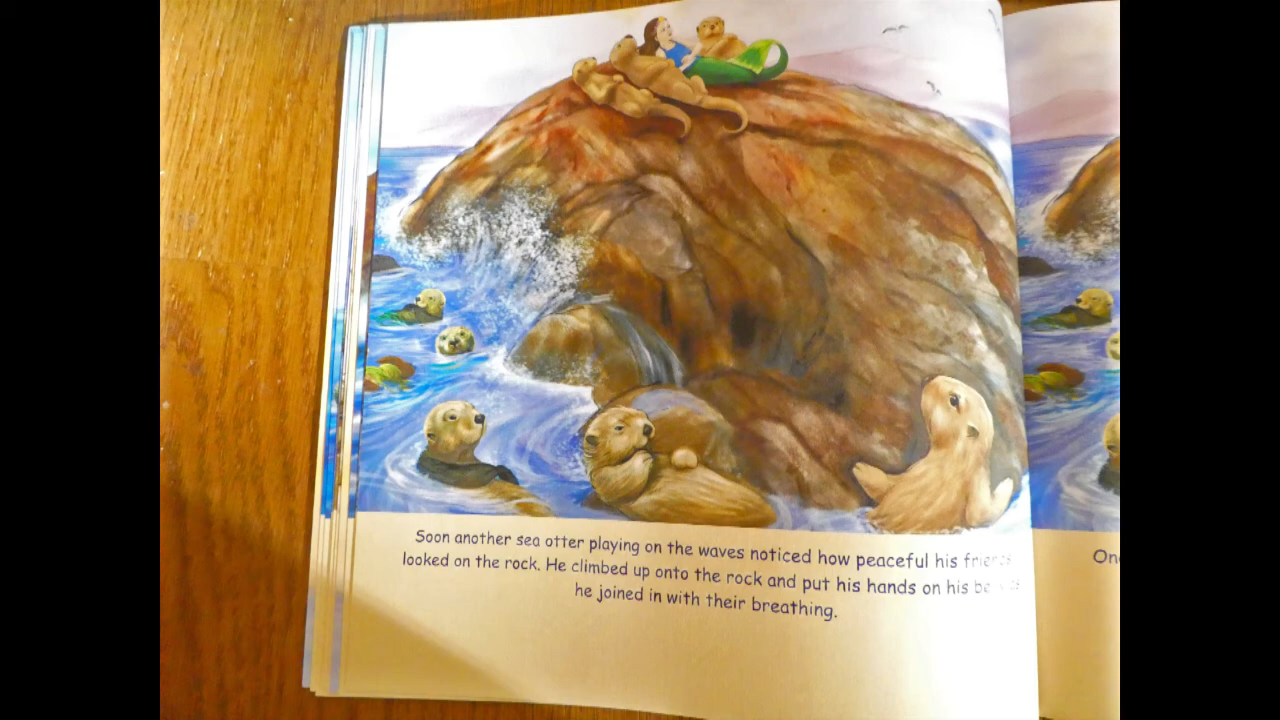 Soon another sea otter playing on the waves noticed how peaceful his friends
looked on the rock. He climbed up onto the rock and put his hands on his
he joined in with their breathing.